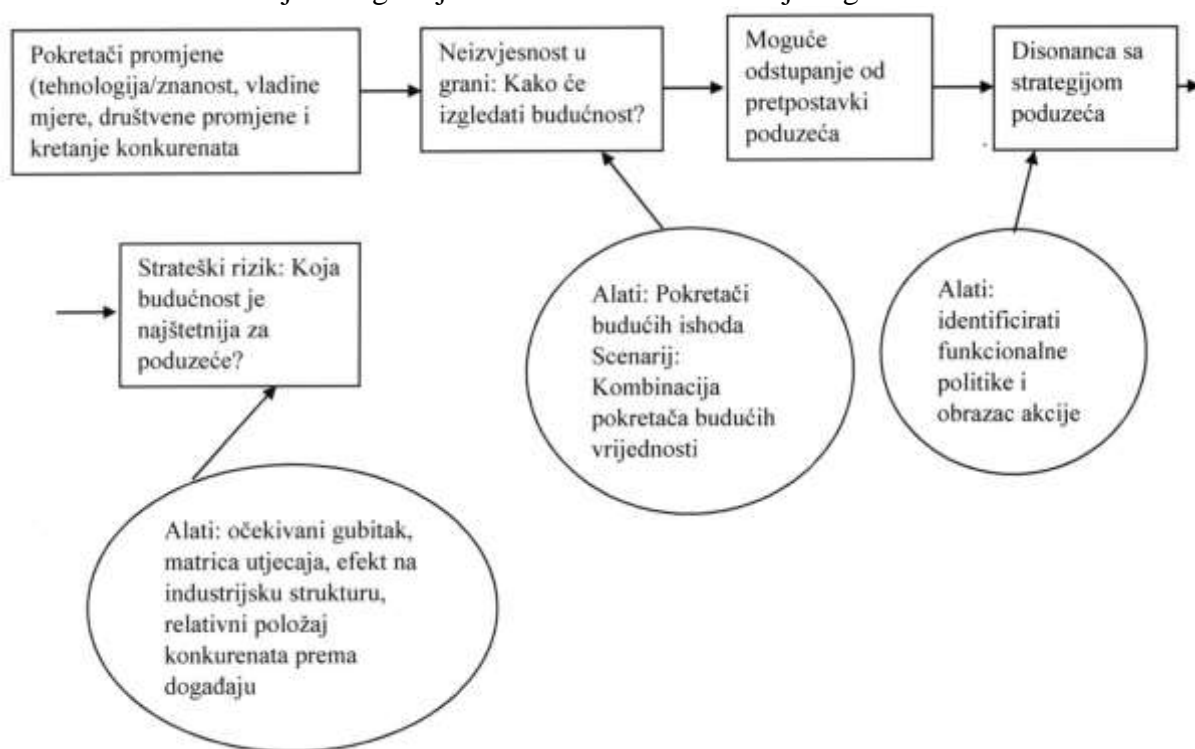 Pokretači promjene
(tehnologija/znanost, vladine
mjere, društvene promjene i
kretanje konkurenata
Neizvjesnost u
grani: Kako će
izgledati budućnost?
Moguće
odstupanje od
pretpostavki
poduzeća
Disonanca sa
strategijom
poduzeća
Strateški rizik: Koja
budućnost je
najštetnija za
poduzeće?
Alati: Pokretači
budućih ishoda
Scenarij:
Kombinacija
pokretača budućih
vrijednosti
Alati:
identificirati
funkcionalne
politike i
obrazac akcije
Alati: očekivani gubitak,
matrica utjecaja, efekt na
industrijsku strukturu,
relativni položaj
konkurenata prema
događaju